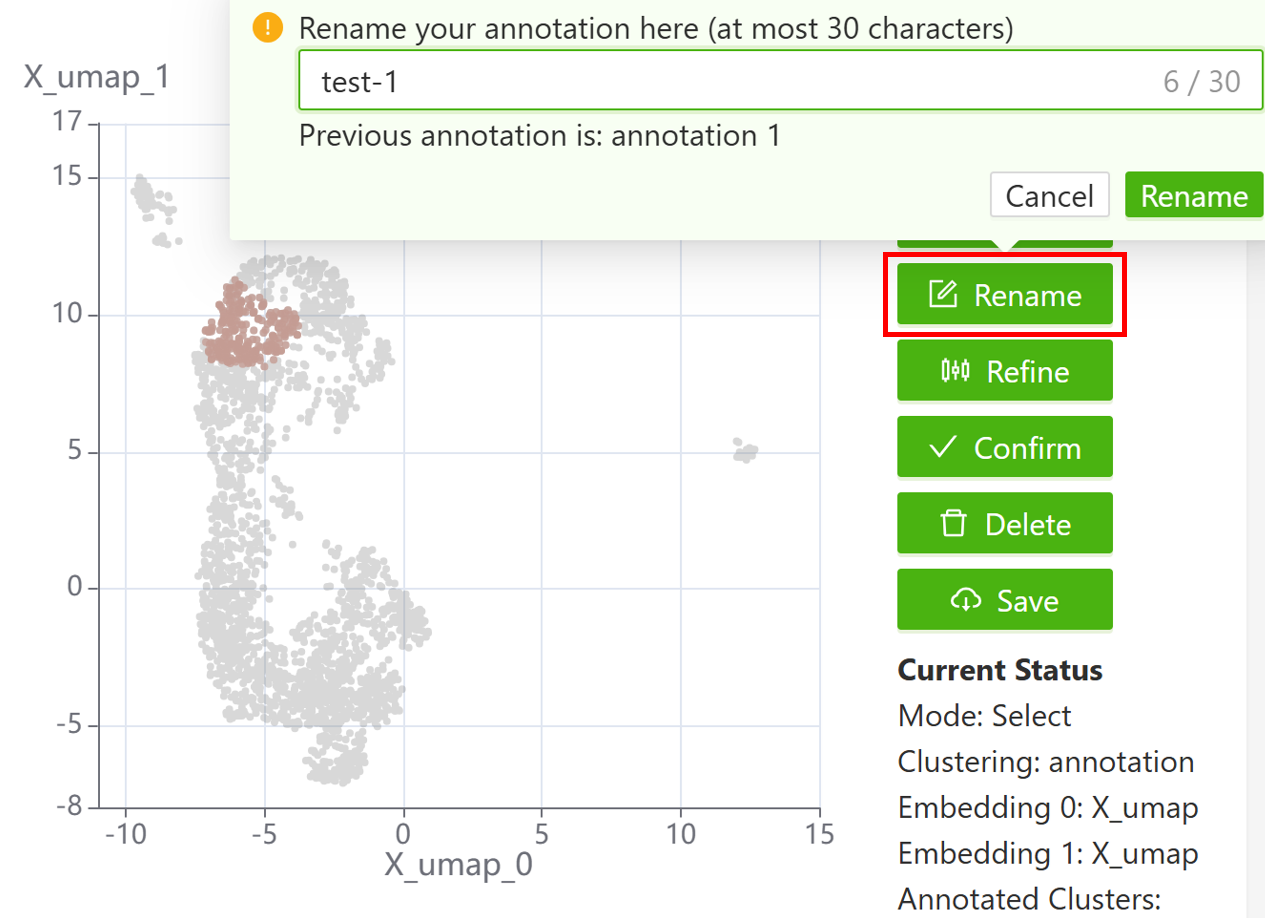 ! Rename your annotation here (at most 30 characters)
test-1 6 / 30
Previous annotation is: annotation 1
Cancel Rename
X_umap_1
17
15
10
5
0
-5
-8
-10 -5 0 5 10 15
X_umap_0
Rename
Refine
Confirm
Delete
Save
Current Status
Mode: Select
Clustering: annotation
Embedding 0: X_umap
Embedding 1: X_umap
Annotated Clusters: